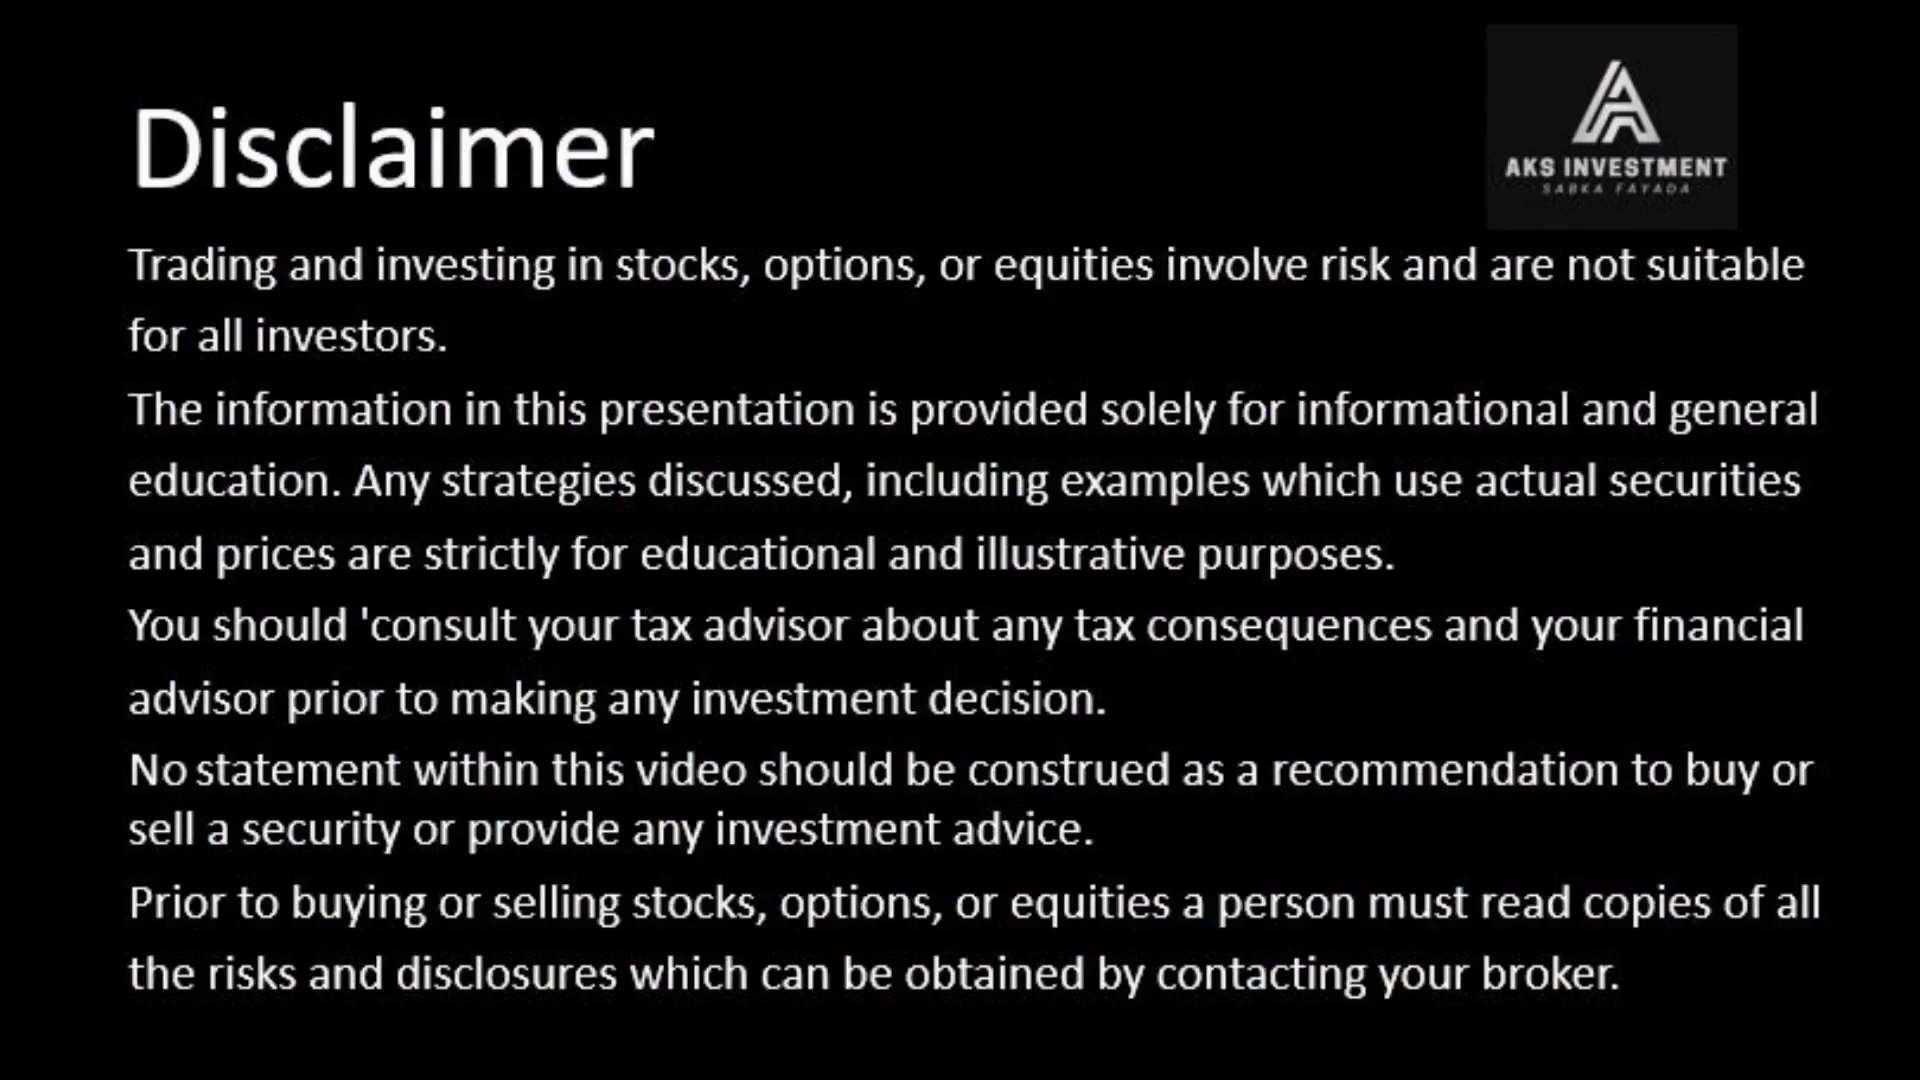 AKS INVESTMENT
SABKA FAYADA
Disclaimer
Trading and investing in stocks, options, or equities involve risk and are not suitable
for all investors.
The information in this presentation is provided solely for informational and general
education. Any strategies discussed, including examples which use actual securities
and prices are strictly for educational and illustrative purposes.
You should 'consult your tax advisor about any tax consequences and your financial
advisor prior to making any investment decision.
No statement within this video should be construed as a recommendation to buy or
sell a security or provide any investment advice.
Prior to buying or selling stocks, options, or equities a person must read copies of all
the risks and disclosures which can be obtained by contacting your broker.